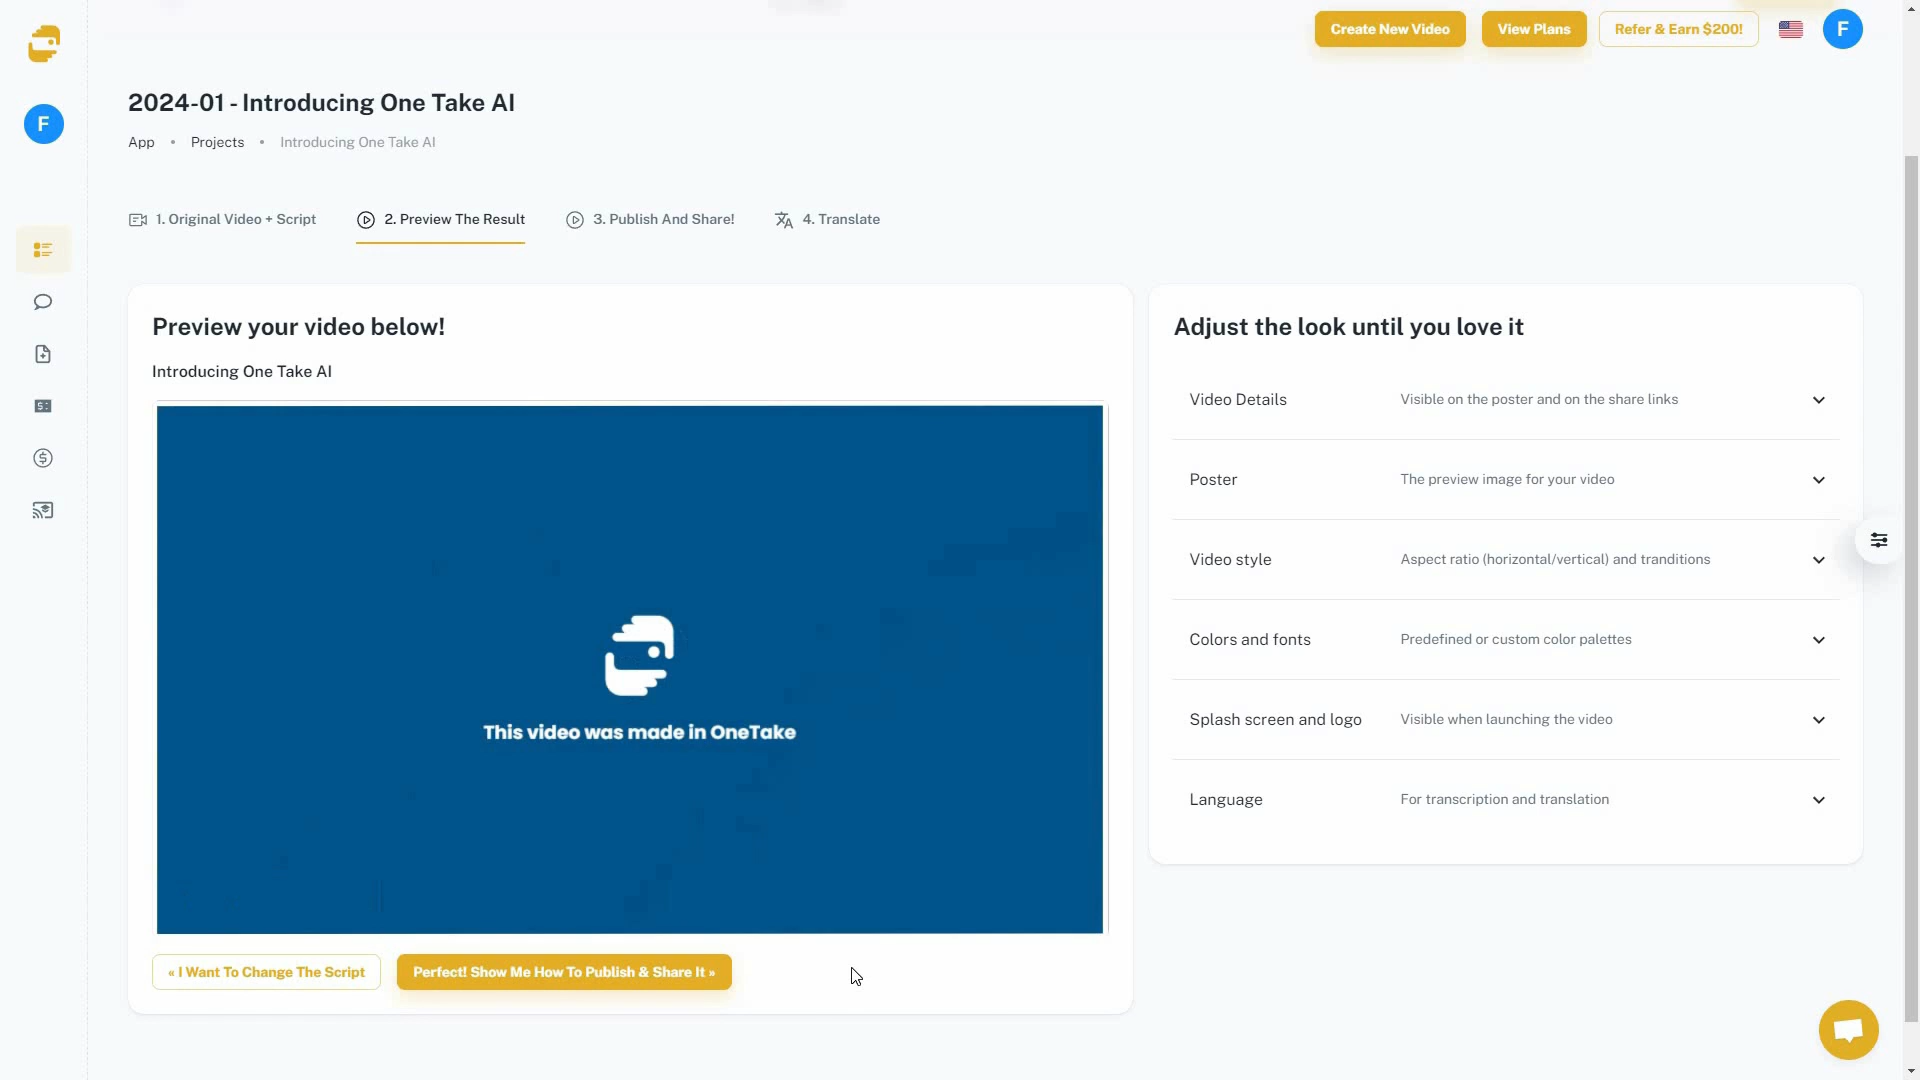 Create New Video
View Plans
Refer & Earn $200!
F
F
2024-01 - Introducing One Take AI
App • Projects • Introducing One Take AI
1. Original Video + Script
2. Preview The Result
3. Publish And Share!
4. Translate
Preview your video below!
Introducing One Take AI
This video was made in OneTake
« I Want To Change The Script
Perfect! Show Me How To Publish & Share It »
Adjust the look until you love it
Video Details
Visible on the poster and on the share links
Poster
The preview image for your video
Video style
Aspect ratio (horizontal/vertical) and tranditions
Colors and fonts
Predefined or custom color palettes
Splash screen and logo
Visible when launching the video
Language
For transcription and translation